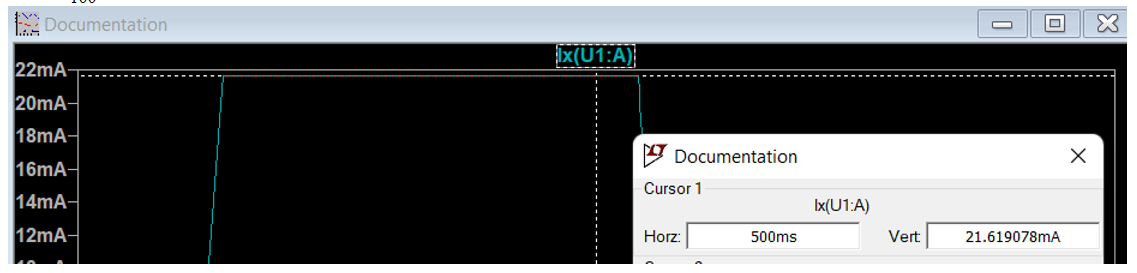 Documentation
Ix(U1:A)
22mA
20mA
18mA
16mA
14mA
12mA
Documentation
Cursor 1
Ix(U1:A)
Horz: 500ms Vert: 21.619078mA